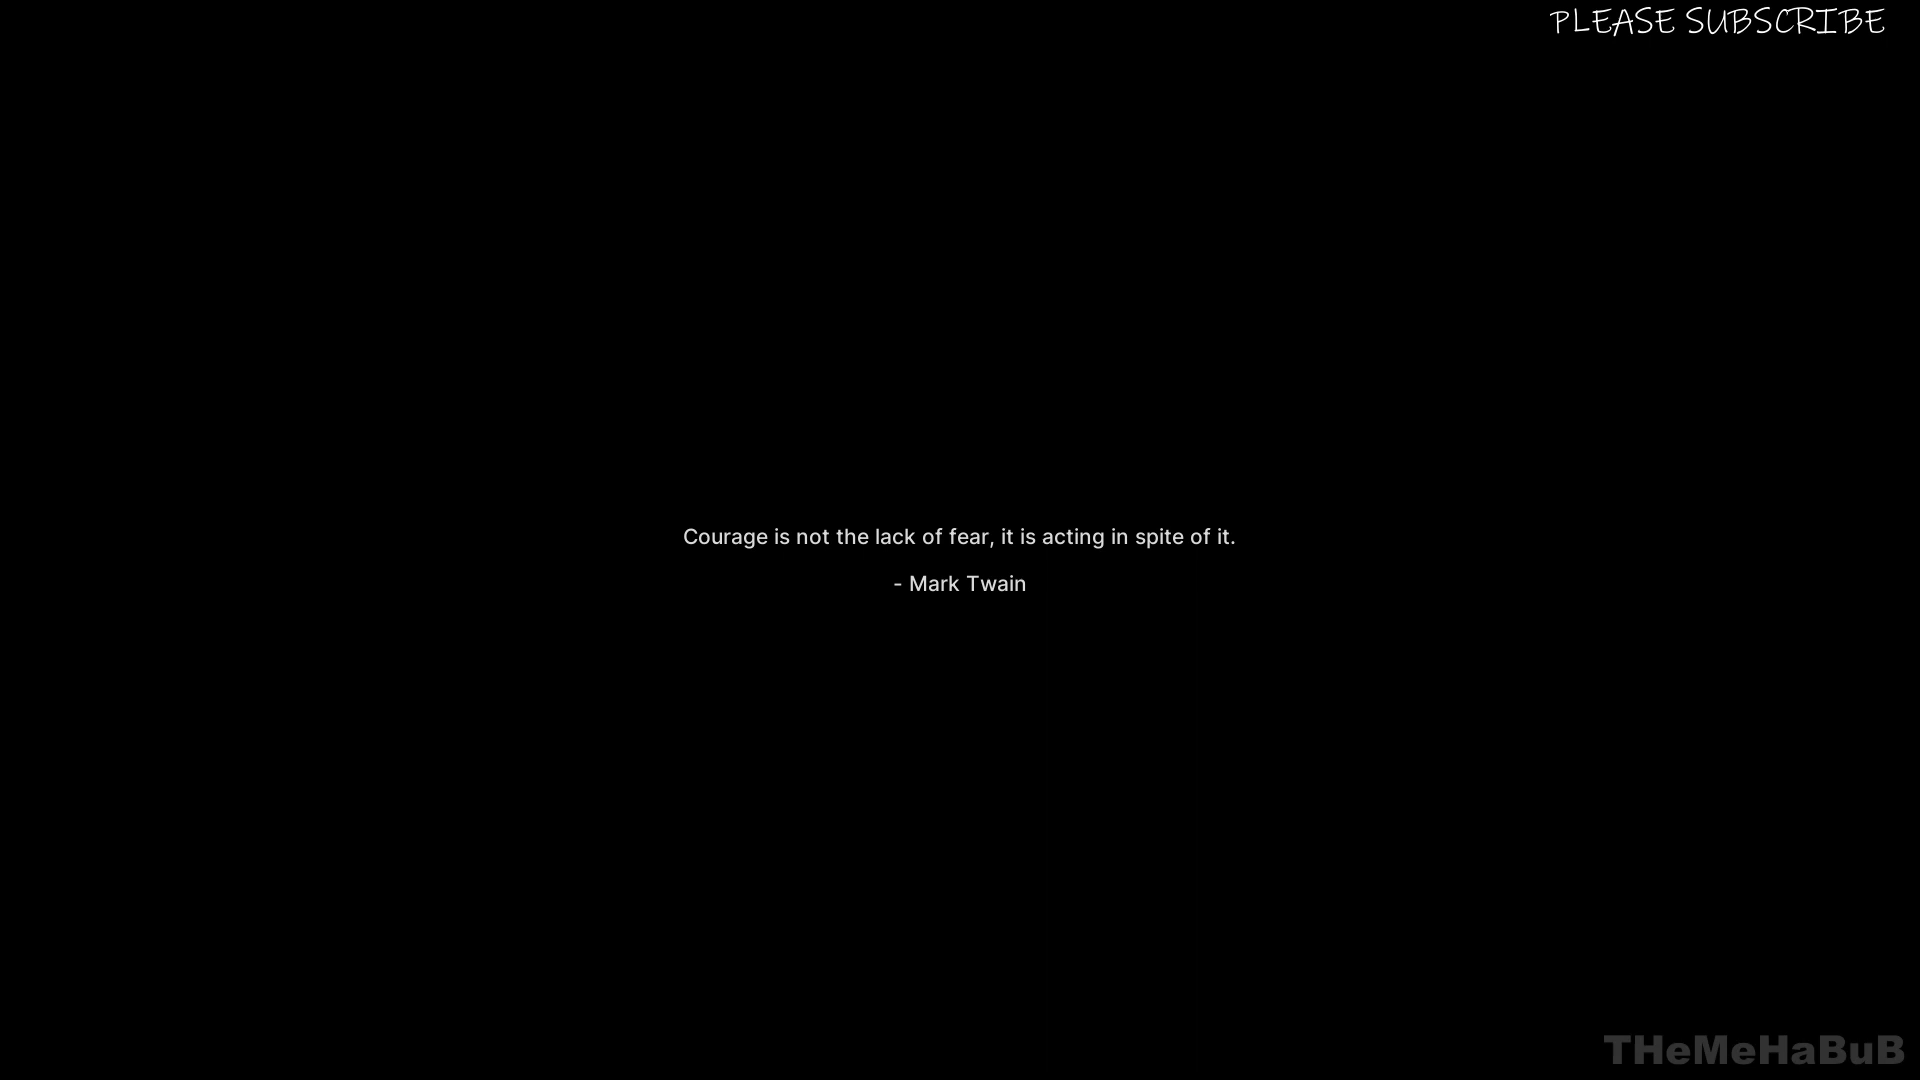 PLEASE SUBSCRIBE
Courage is not the lack of fear, it is acting in spite of it.
- Mark Twain
THeMeHaBuB